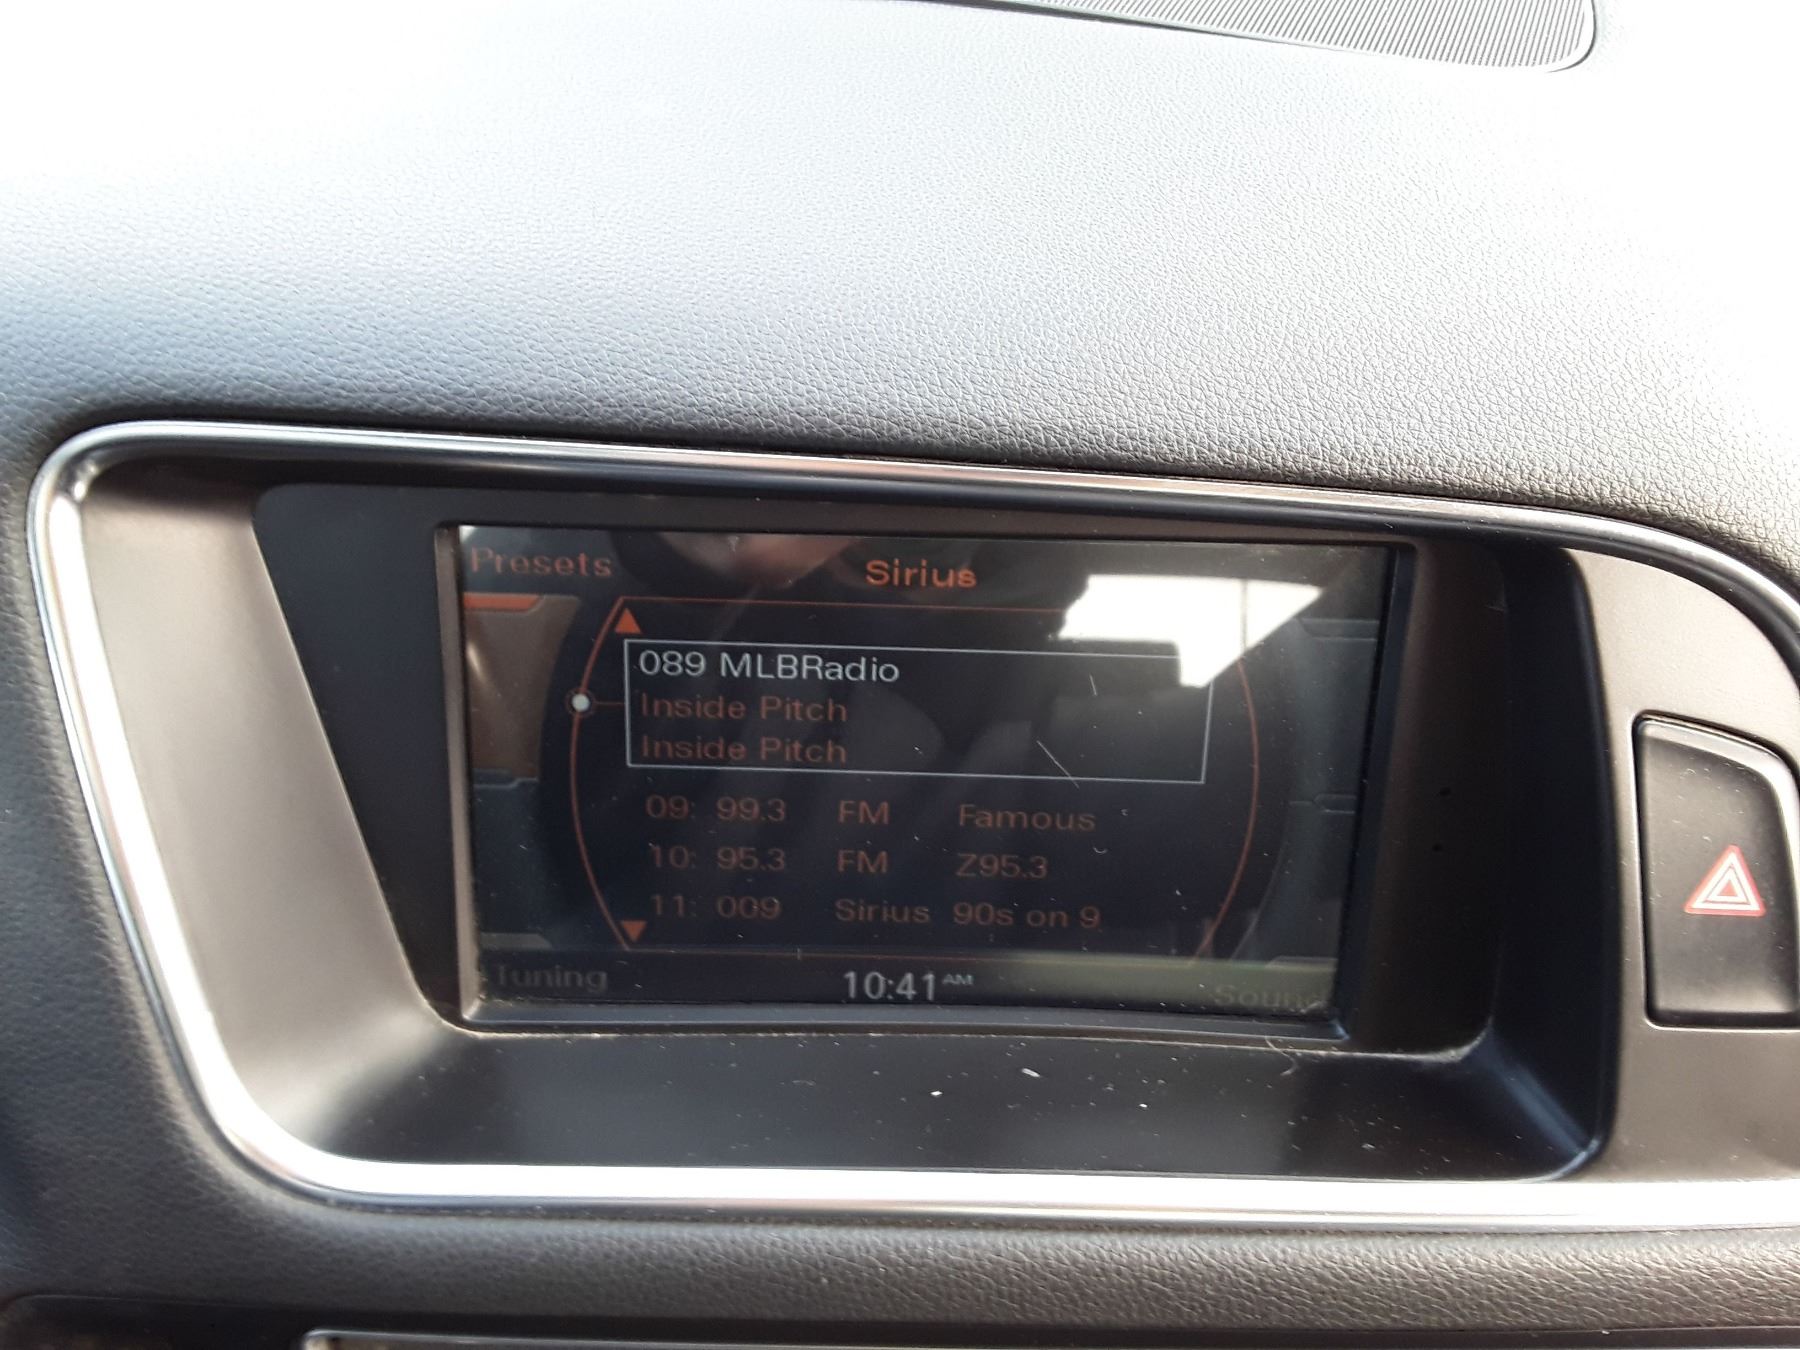 Presets Sirius
089 MLBRadio
Inside Pitch
Inside Pitch
09: 99.3 FM Famous
10: 95.3 FM Z95.3
11: 009 Sirius 90s on 9
Tuning 10:41 AM Sound